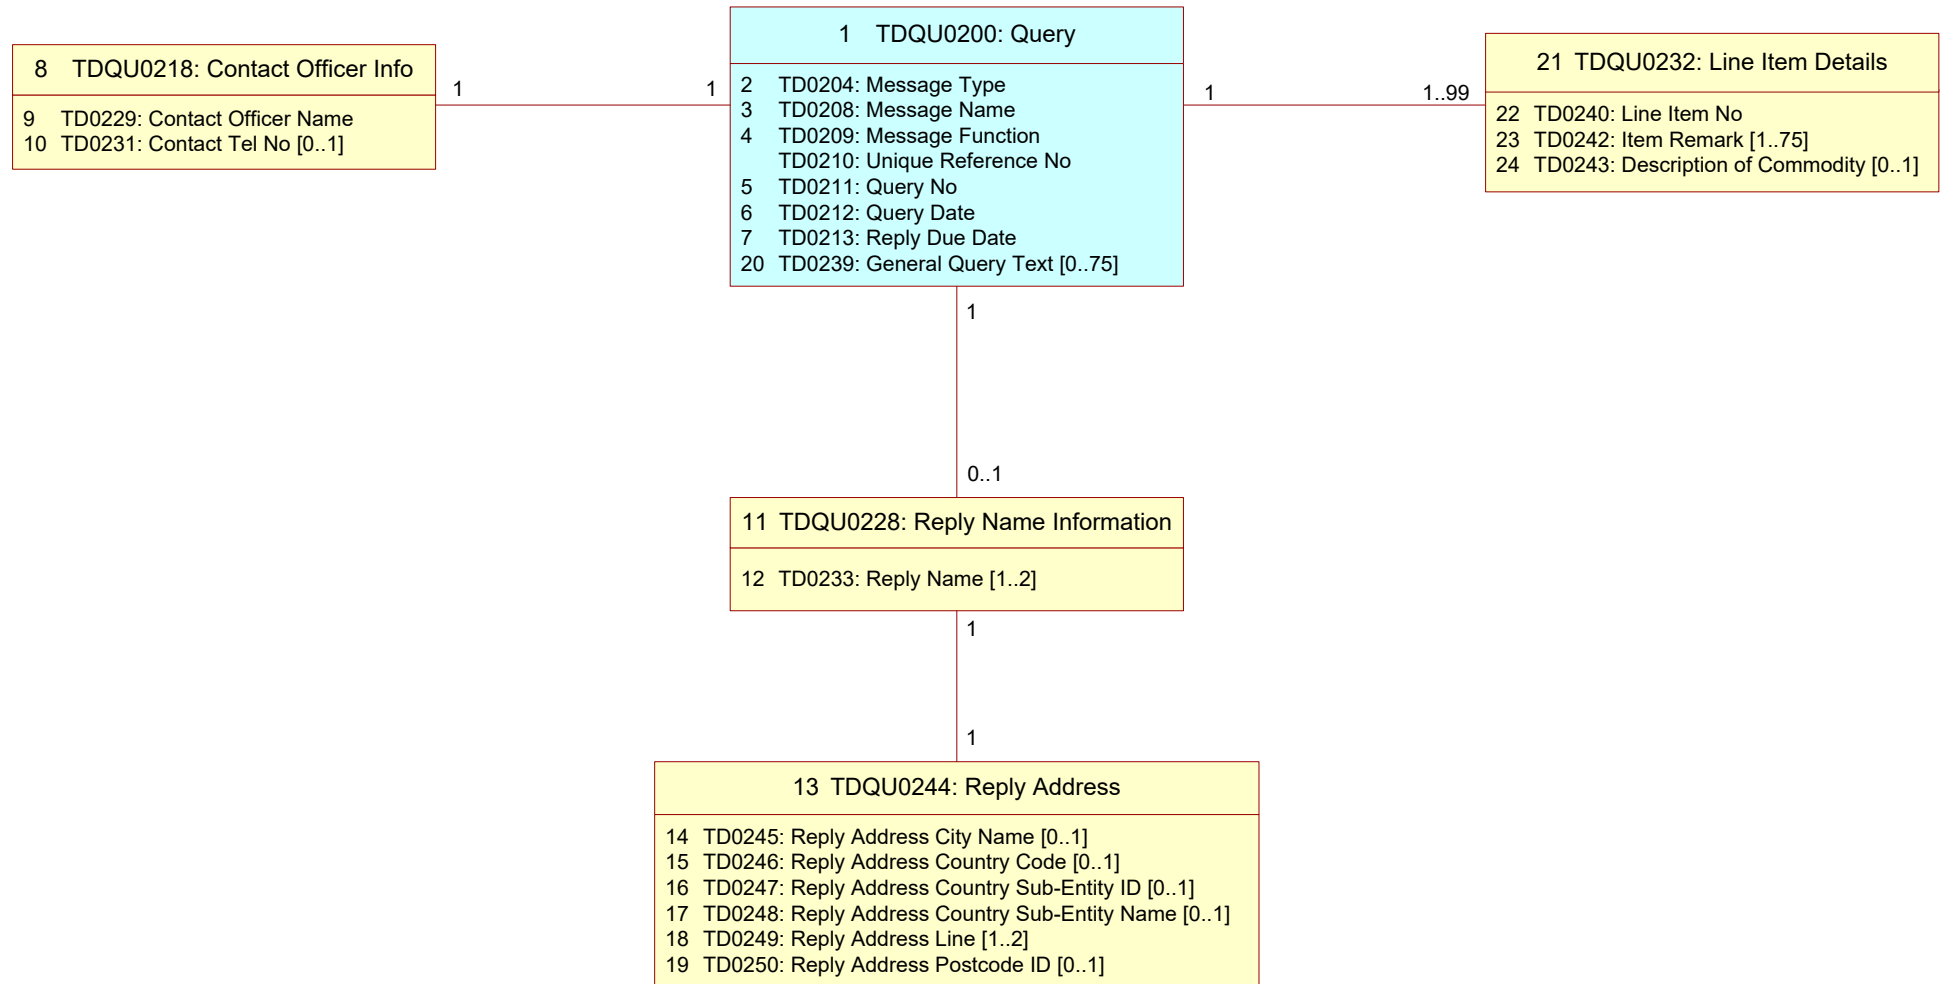 1 TDQU0200: Query
2 TD0204: Message Type
3 TD0208: Message Name
4 TD0209: Message Function
TD0210: Unique Reference No
5 TD0211: Query No
6 TD0212: Query Date
7 TD0213: Reply Due Date
20 TD0239: General Query Text [0..75]
8 TDQU0218: Contact Officer Info
9 TD0229: Contact Officer Name
10 TD0231: Contact Tel No [0..1]
1
1
1
1..99
21 TDQU0232: Line Item Details
22 TD0240: Line Item No
23 TD0242: Item Remark [1..75]
24 TD0243: Description of Commodity [0..1]
1
0..1
11 TDQU0228: Reply Name Information
12 TD0233: Reply Name [1..2]
1
1
13 TDQU0244: Reply Address
14 TD0245: Reply Address City Name [0..1]
15 TD0246: Reply Address Country Code [0..1]
16 TD0247: Reply Address Country Sub-Entity ID [0..1]
17 TD0248: Reply Address Country Sub-Entity Name [0..1]
18 TD0249: Reply Address Line [1..2]
19 TD0250: Reply Address Postcode ID [0..1]